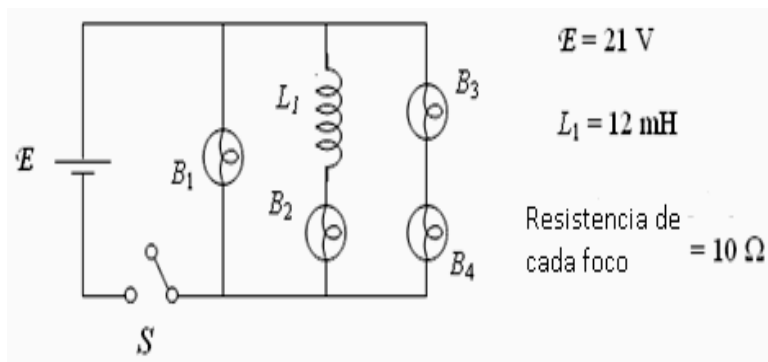 ℰ = 21 V
L₁ = 12 mH
Resistencia de
cada foco = 10 Ω
ℰ
B₁
L₁
B₂
B₃
B₄
S